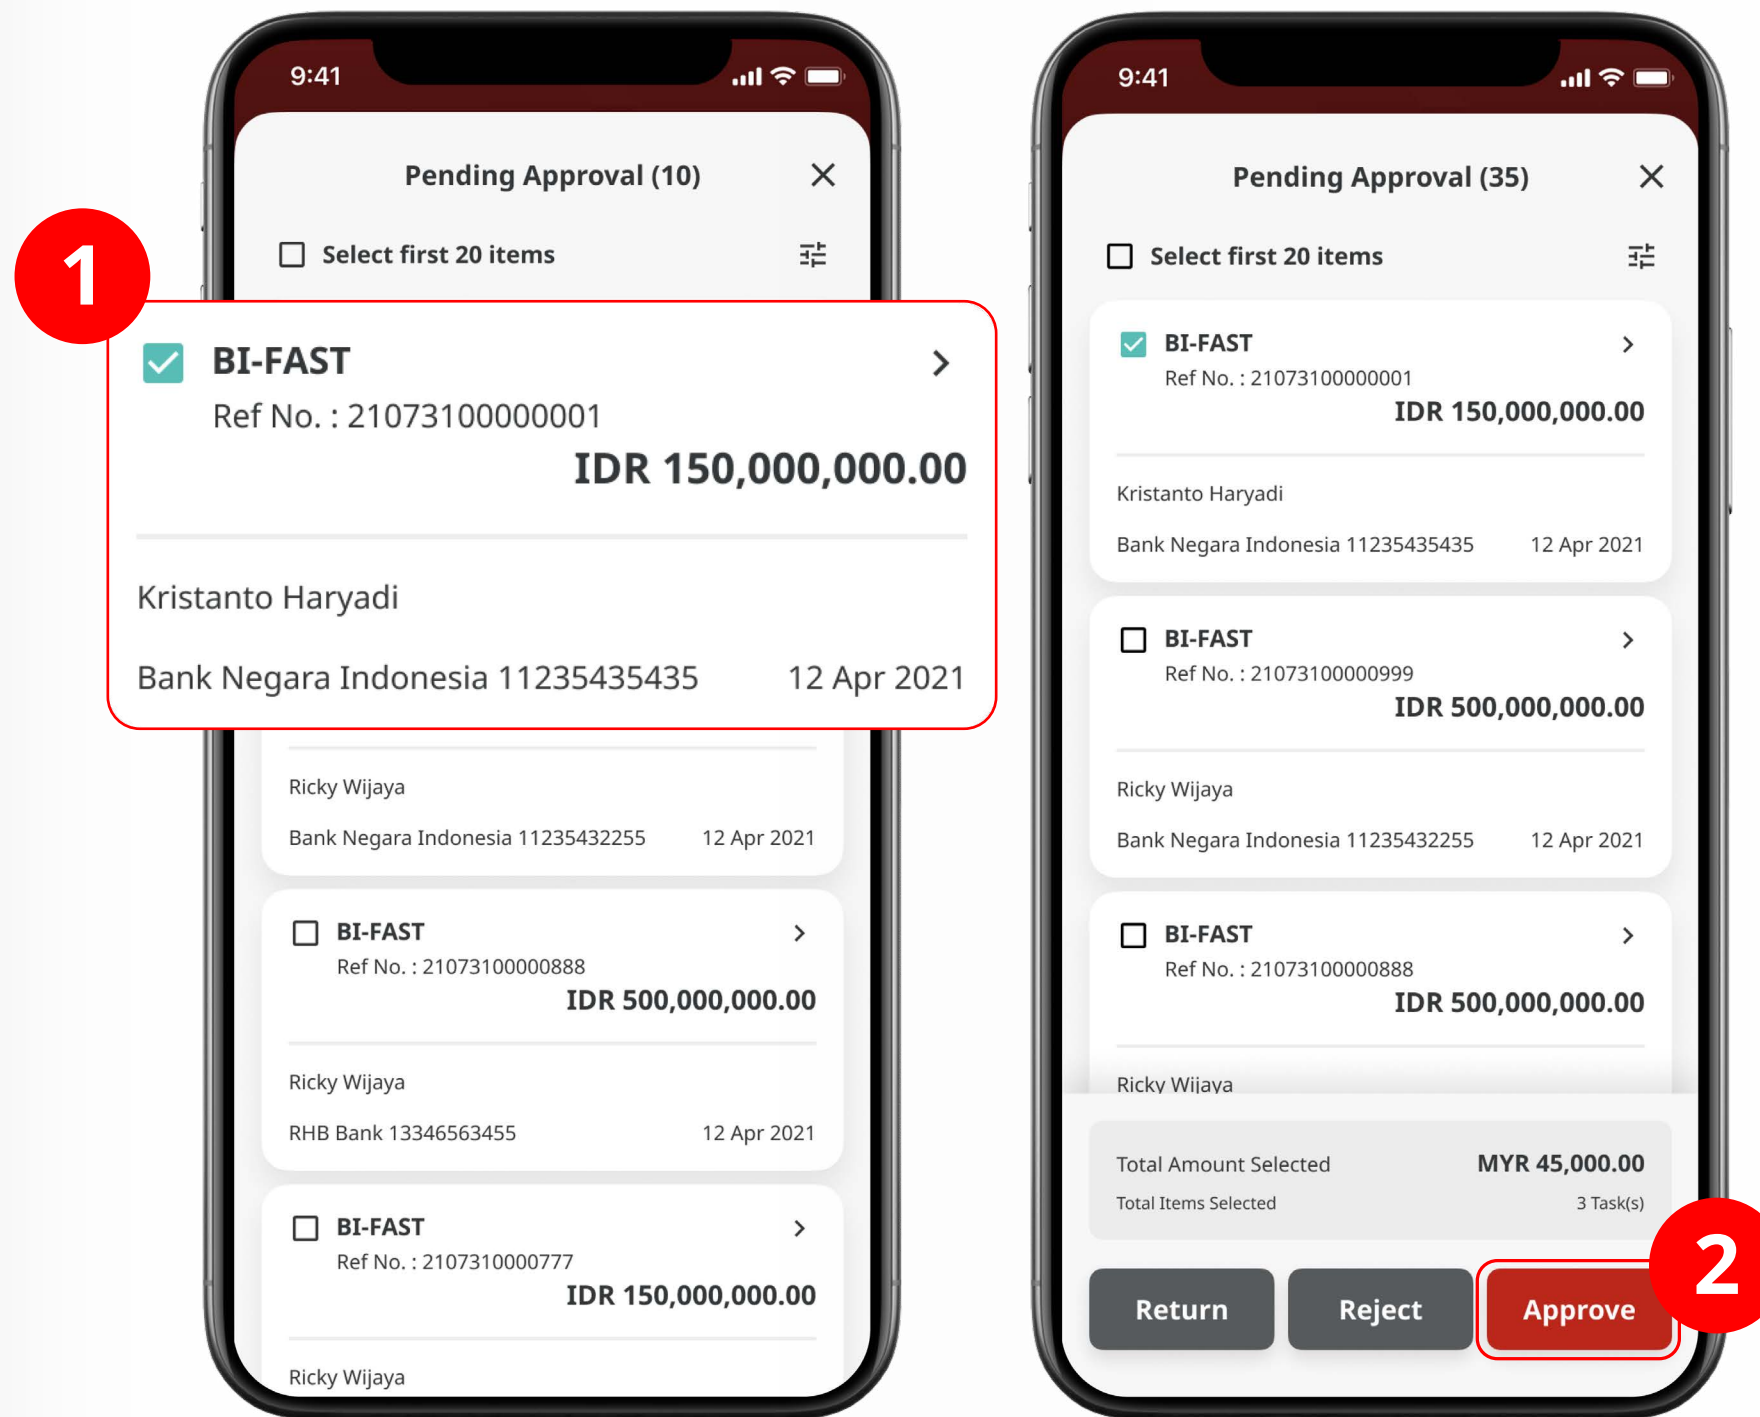 9:41
Pending Approval (10)
Select first 20 items
1
BI-FAST
Ref No. : 21073100000001
IDR 150,000,000.00
Kristanto Haryadi
Bank Negara Indonesia 11235435435 12 Apr 2021
Ricky Wijaya
Bank Negara Indonesia 11235432255 12 Apr 2021
BI-FAST
Ref No. : 21073100000888
IDR 500,000,000.00
Ricky Wijaya
RHB Bank 13346563455 12 Apr 2021
BI-FAST
Ref No. : 2107310000777
IDR 150,000,000.00
Ricky Wijaya
9:41
Pending Approval (35)
Select first 20 items
BI-FAST
Ref No. : 21073100000001
IDR 150,000,000.00
Kristanto Haryadi
Bank Negara Indonesia 11235435435 12 Apr 2021
BI-FAST
Ref No. : 21073100000999
IDR 500,000,000.00
Ricky Wijaya
Bank Negara Indonesia 11235432255 12 Apr 2021
BI-FAST
Ref No. : 21073100000888
IDR 500,000,000.00
Ricky Wijaya
Total Amount Selected MYR 45,000.00
Total Items Selected 3 Task(s)
2
Return Reject Approve